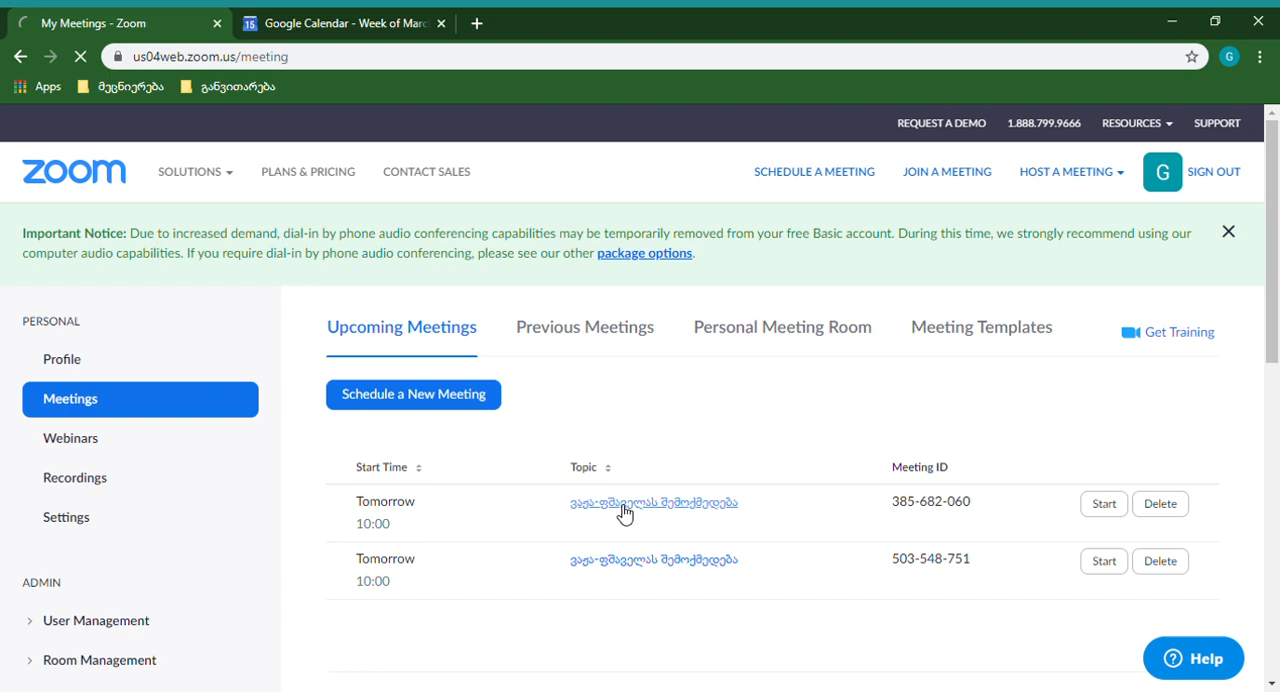 My Meetings - Zoom
15 Google Calendar - Week of Marc
us04web.zoom.us/meeting
G
Apps მეცნიერება განვითარება
REQUEST A DEMO 1.888.799.9666 RESOURCES SUPPORT
zoom SOLUTIONS PLANS & PRICING CONTACT SALES SCHEDULE A MEETING JOIN A MEETING HOST A MEETING G SIGN OUT
Important Notice: Due to increased demand, dial-in by phone audio conferencing capabilities may be temporarily removed from your free Basic account. During this time, we strongly recommend using our
computer audio capabilities. If you require dial-in by phone audio conferencing, please see our other package options.
PERSONAL
Profile
Meetings
Webinars
Recordings
Settings
ADMIN
User Management
Room Management
Upcoming Meetings Previous Meetings Personal Meeting Room Meeting Templates Get Training
Schedule a New Meeting
Start Time Topic Meeting ID
Tomorrow ვაჟა-ფშაველას შემოქმედება 385-682-060 Start Delete
10:00
Tomorrow ვაჟა-ფშაველას შემოქმედება 503-548-751 Start Delete
10:00
Help